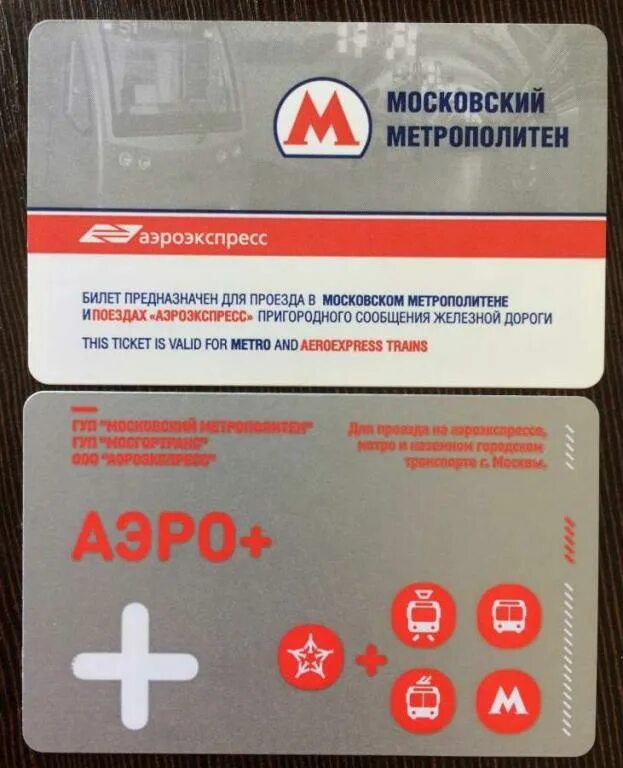 М
МОСКОВСКИЙ
МЕТРОПОЛИТЕН
аэроэкспресс
БИЛЕТ ПРЕДНАЗНАЧЕН ДЛЯ ПРОЕЗДА В МОСКОВСКОМ МЕТРОПОЛИТЕНЕ
И ПОЕЗДАХ «АЭРОЭКСПРЕСС» ПРИГОРОДНОГО СООБЩЕНИЯ ЖЕЛЕЗНОЙ ДОРОГИ
THIS TICKET IS VALID FOR METRO AND AEROEXPRESS TRAINS
ГУП "МОСКОВСКИЙ МЕТРОПОЛИТЕН"
ГУП "МОСГОРТРАНС"
ООО "АЭРОЭКСПРЕСС"
Для проезда на аэроэкспрессе,
метро и наземном городском
транспорте г. Москвы.
АЭРО+
М